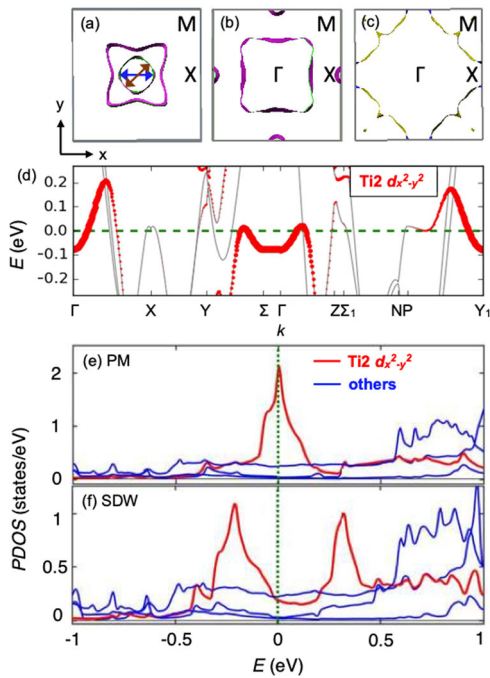 (a) M
X
(b) M
Γ X
(c) M
Γ X
y
x
(d)
Ti2 dx²-y²
0.2
0.1
0.0
-0.1
-0.2
E (eV)
Γ X Y Σ Γ ZΣ1 NP Y1
k
(e) PM
Ti2 dx²-y²
others
2
1
0
(f) SDW
1
0.5
0
PDOS (states/eV)
-1 -0.5 0 0.5 1
E (eV)